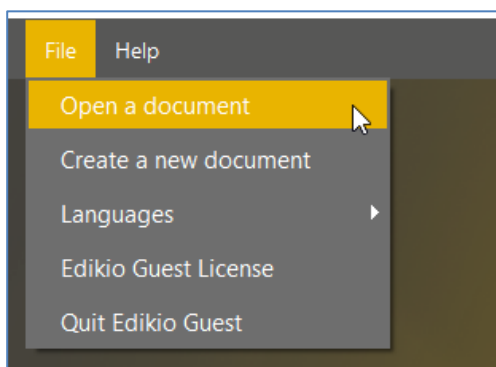 File Help
Open a document
Create a new document
Languages
Edikio Guest License
Quit Edikio Guest